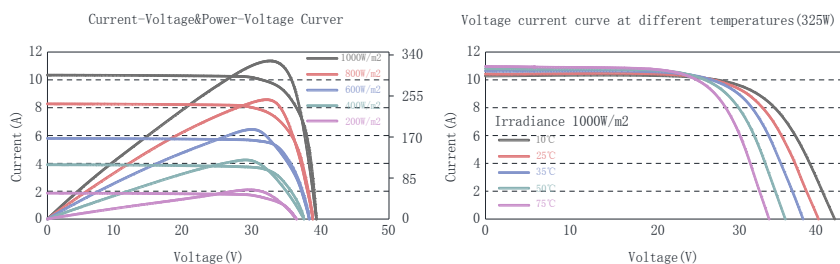 Current-Voltage&Power-Voltage Curver
12
10
8
6
4
2
0
Current(A)
340
255
170
85
0
1000W/m2
800W/m2
600W/m2
400W/m2
200W/m2
0
10
20
30
40
50
Voltage(V)
Voltage current curve at different temperatures(325W)
12
10
8
6
4
2
0
Current(A)
Irradiance 1000W/m2
10℃
25℃
35℃
50℃
75℃
0
10
20
30
40
Voltage(V)